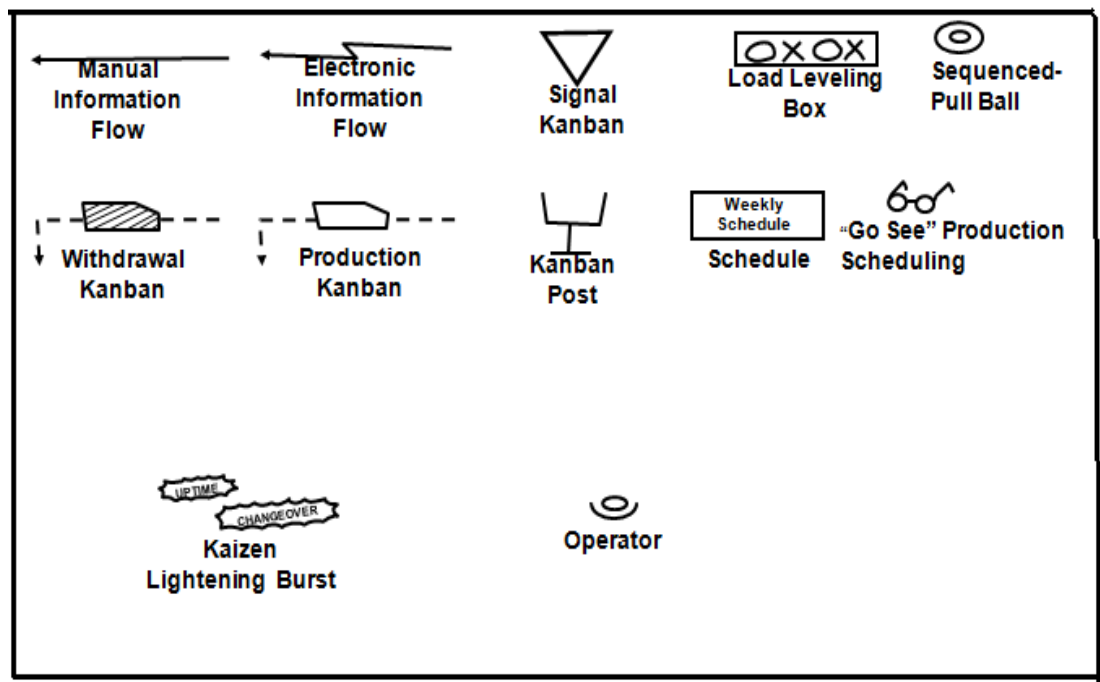 Manual
Information
Flow
Electronic
Information
Flow
Signal
Kanban
Load Leveling
Box
Sequenced-
Pull Ball
Withdrawal
Kanban
Production
Kanban
Kanban
Post
Weekly
Schedule
Schedule
“Go See” Production
Scheduling
UPTIME
CHANGEOVER
Kaizen
Lightening Burst
Operator